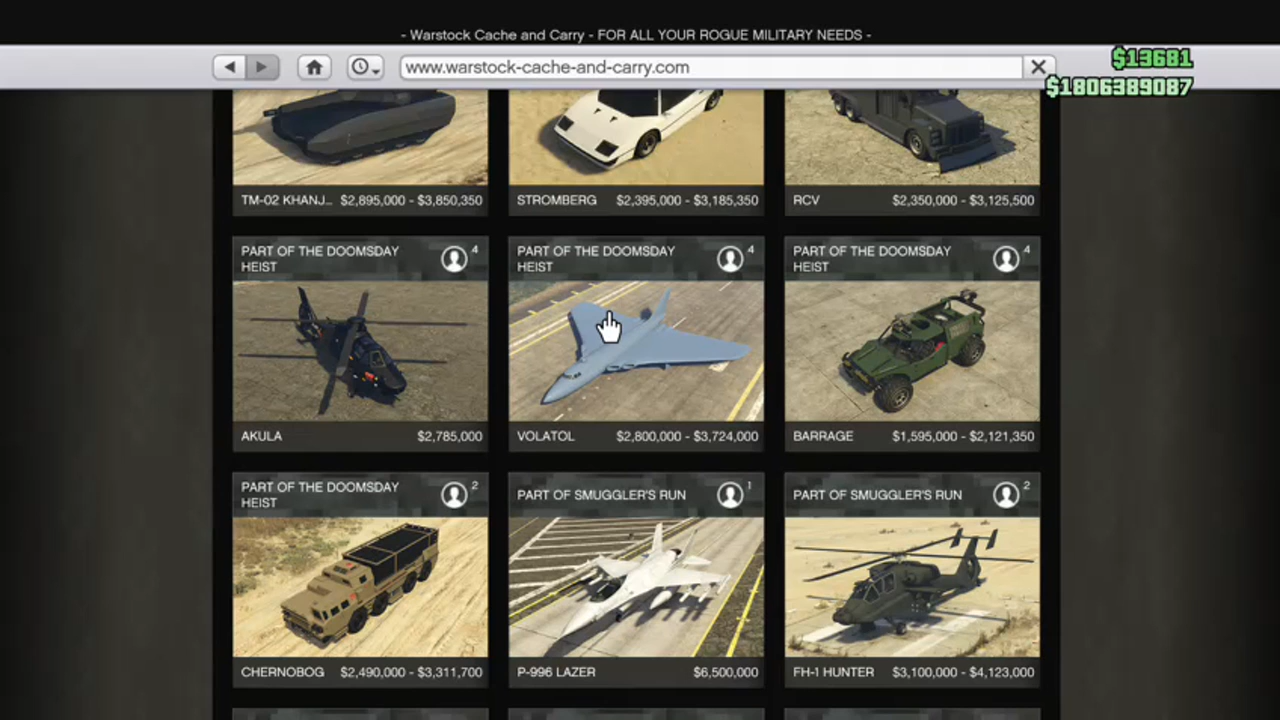 - Warstock Cache and Carry - FOR ALL YOUR ROGUE MILITARY NEEDS -
www.warstock-cache-and-carry.com
$13681
$1806389087
TM-02 KHANJ... $2,895,000 - $3,850,350
STROMBERG $2,395,000 - $3,185,350
RCV $2,350,000 - $3,125,500
PART OF THE DOOMSDAY
HEIST
4
PART OF THE DOOMSDAY
HEIST
4
PART OF THE DOOMSDAY
HEIST
4
AKULA $2,785,000
VOLATOL $2,800,000 - $3,724,000
BARRAGE $1,595,000 - $2,121,350
PART OF THE DOOMSDAY
HEIST
2
PART OF SMUGGLER'S RUN
1
PART OF SMUGGLER'S RUN
2
CHERNOBOG $2,490,000 - $3,311,700
P-996 LAZER $6,500,000
FH-1 HUNTER $3,100,000 - $4,123,000